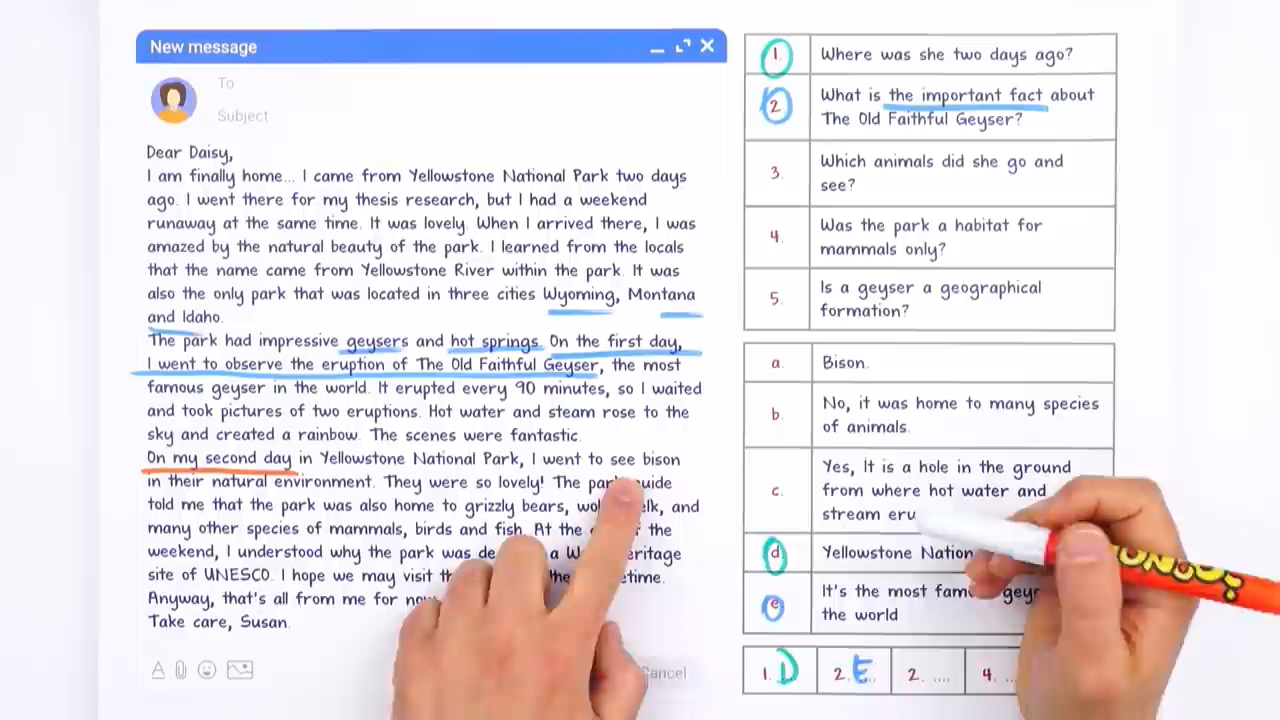 New message
To
Subject
Dear Daisy,
I am finally home... I came from Yellowstone National Park two days
ago. I went there for my thesis research, but I had a weekend
runaway at the same time. It was lovely. When I arrived there, I was
amazed by the natural beauty of the park. I learned from the locals
that the name came from Yellowstone River within the park. It was
also the only park that was located in three cities Wyoming, Montana
and Idaho.
The park had impressive geysers and hot springs. On the first day,
I went to observe the eruption of The Old Faithful Geyser, the most
famous geyser in the world. It erupted every 90 minutes, so I waited
and took pictures of two eruptions. Hot water and steam rose to the
sky and created a rainbow. The scenes were fantastic.
On my second day in Yellowstone National Park, I went to see bison
in their natural environment. They were so lovely! The park guide
told me that the park was also home to grizzly bears, elk, and
many other species of mammals, birds and fish. At the the
weekend, I understood why the park was a
site of UNESCO. I hope we may visit
Anyway, that's all from me for
Take care, Susan.
Cancel
1. Where was she two days ago?
2. What is the important fact about
The Old Faithful Geyser?
3. Which animals did she go and
see?
4. Was the park a habitat for
mammals only?
5. Is a geyser a geographical
formation?
a. Bison.
b. No, it was home to many species
of animals.
c. Yes, It is a hole in the ground
from where hot water and
stream
d Yellowstone
e It's the most
the world
1. D 2. E 2. .... 4. ...